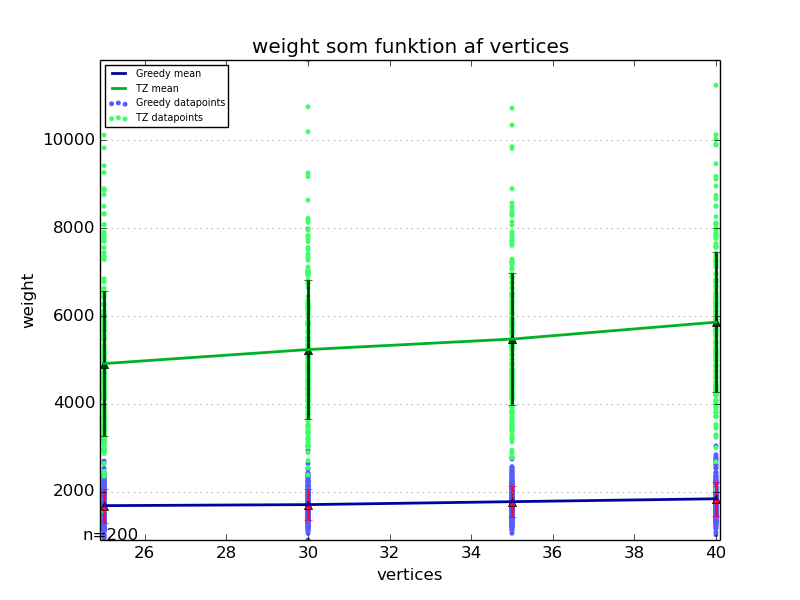 weight som funktion af vertices
Greedy mean
TZ mean
Greedy datapoints
TZ datapoints
10000
8000
6000
4000
2000
weight
n=200
26
28
30
32
34
36
38
40
vertices